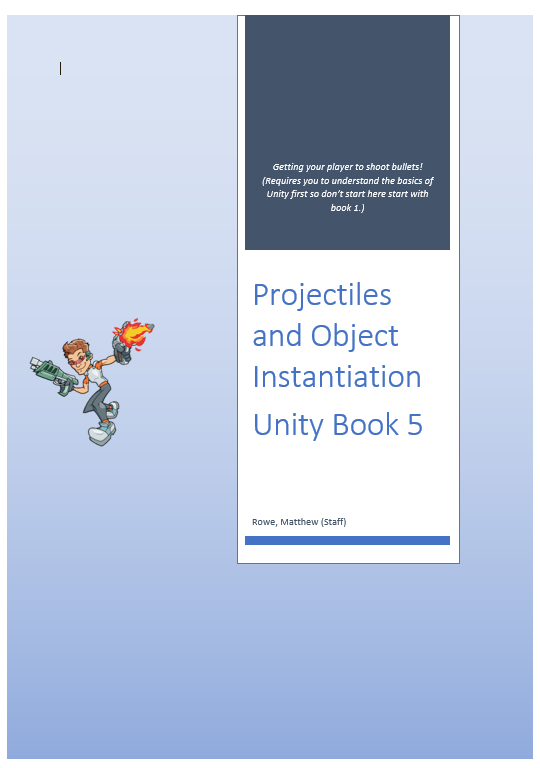 Getting your player to shoot bullets!
(Requires you to understand the basics of
Unity first so don't start here start with
book 1.)
Projectiles
and Object
Instantiation
Unity Book 5
Rowe, Matthew (Staff)